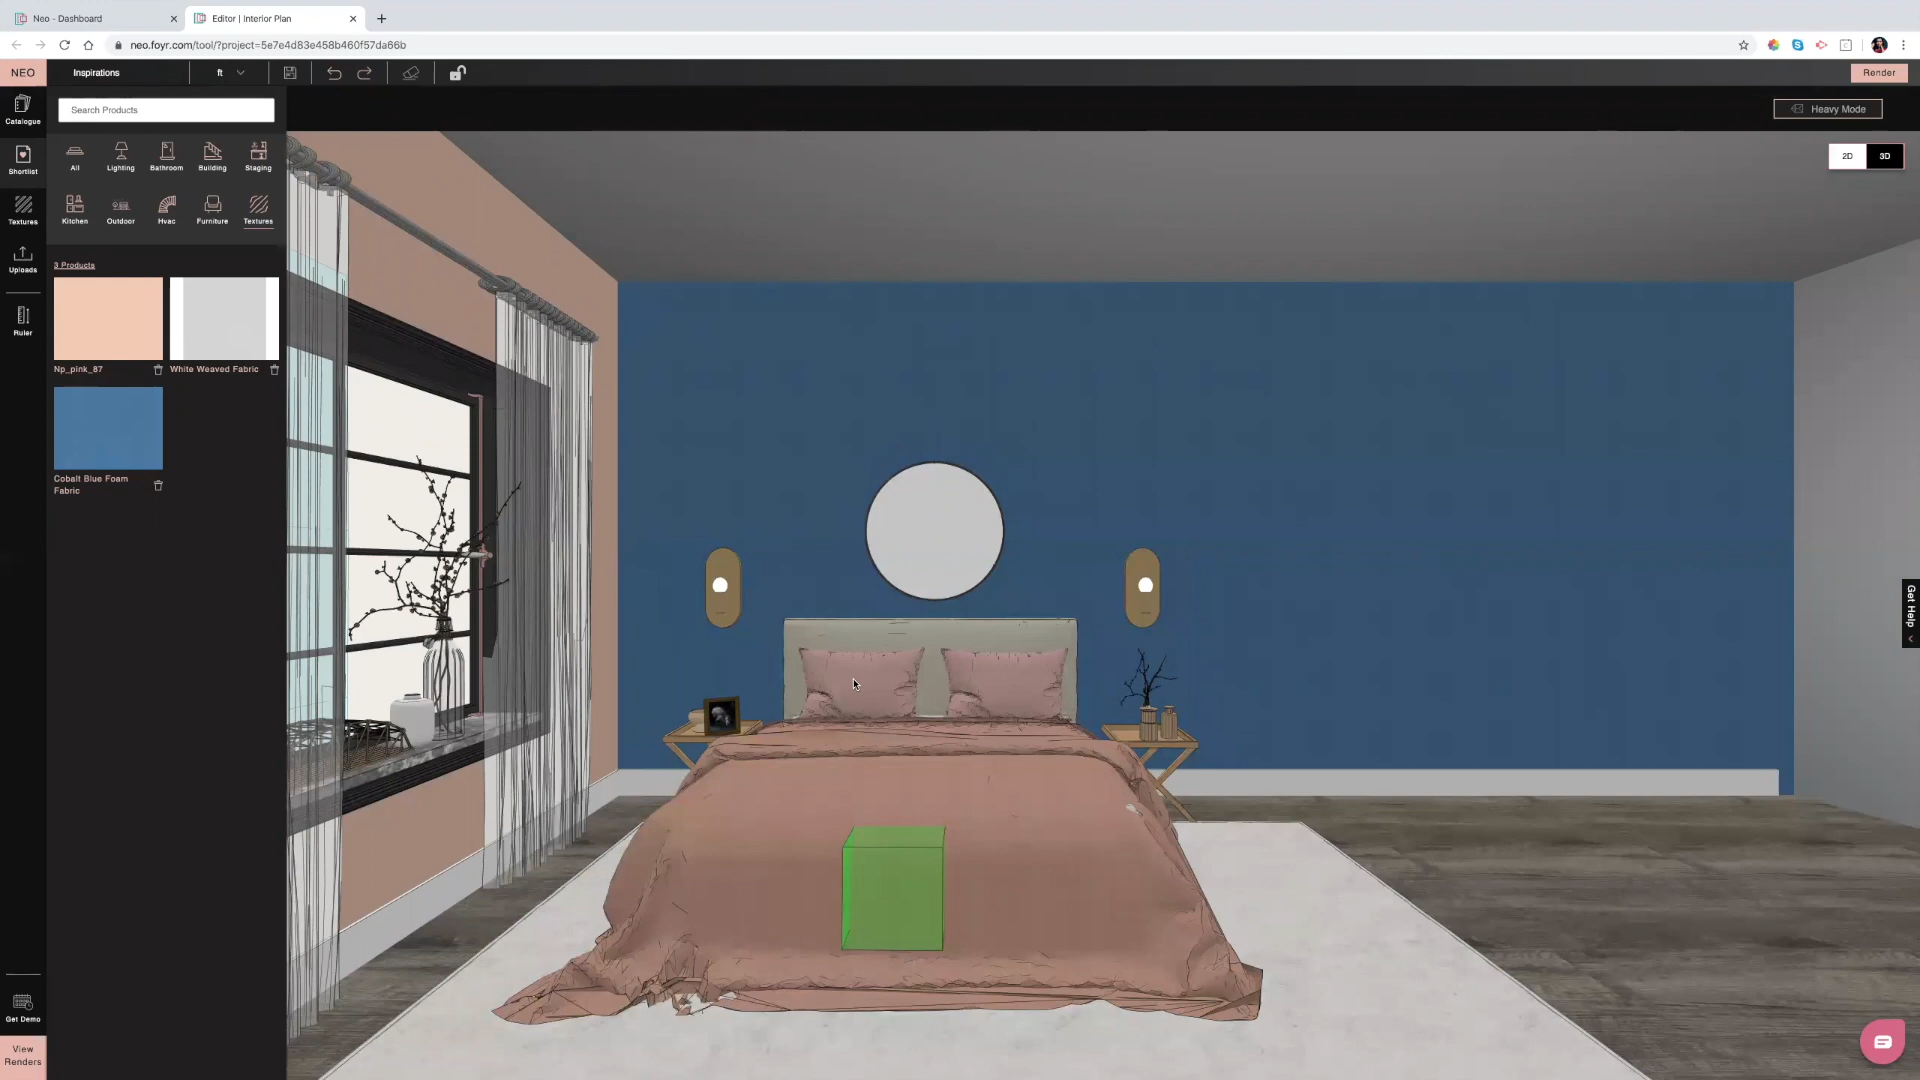 Neo - Dashboard
Editor | Interior Plan
neo.foyr.com/tool/?project=5e7e4d83e458b460f57da66b
NEO
Inspirations
ft
Render
Catalogue
Search Products
Heavy Mode
All
Lighting
Bathroom
Building
Staging
2D
3D
Shortlist
Kitchen
Outdoor
Hvac
Furniture
Textures
Textures
Uploads
3 Products
Ruler
Np_pink_87
White Weaved Fabric
Cobalt Blue Foam
Fabric
Get Help
Get Demo
View
Renders